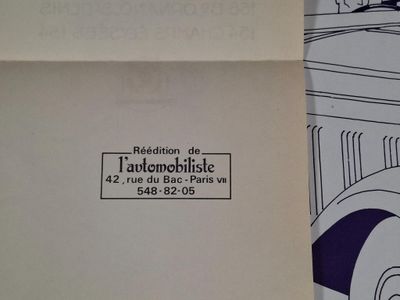 Réédition de
l'automobiliste
42, rue du Bac - Paris VII
548-82-05